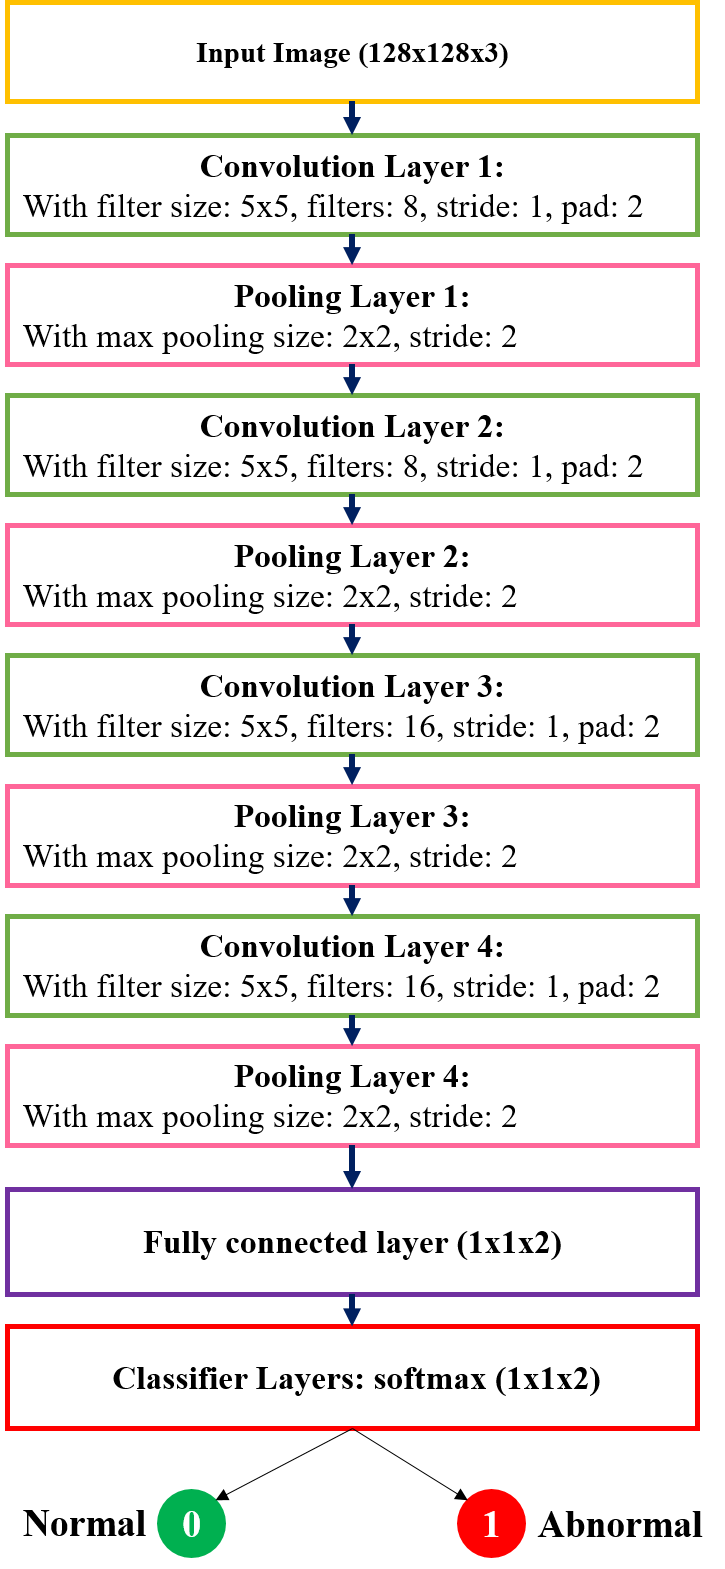 Input Image (128x128x3)
Convolution Layer 1:
With filter size: 5x5, filters: 8, stride: 1, pad: 2
Pooling Layer 1:
With max pooling size: 2x2, stride: 2
Convolution Layer 2:
With filter size: 5x5, filters: 8, stride: 1, pad: 2
Pooling Layer 2:
With max pooling size: 2x2, stride: 2
Convolution Layer 3:
With filter size: 5x5, filters: 16, stride: 1, pad: 2
Pooling Layer 3:
With max pooling size: 2x2, stride: 2
Convolution Layer 4:
With filter size: 5x5, filters: 16, stride: 1, pad: 2
Pooling Layer 4:
With max pooling size: 2x2, stride: 2
Fully connected layer (1x1x2)
Classifier Layers: softmax (1x1x2)
Normal 0 1 Abnormal